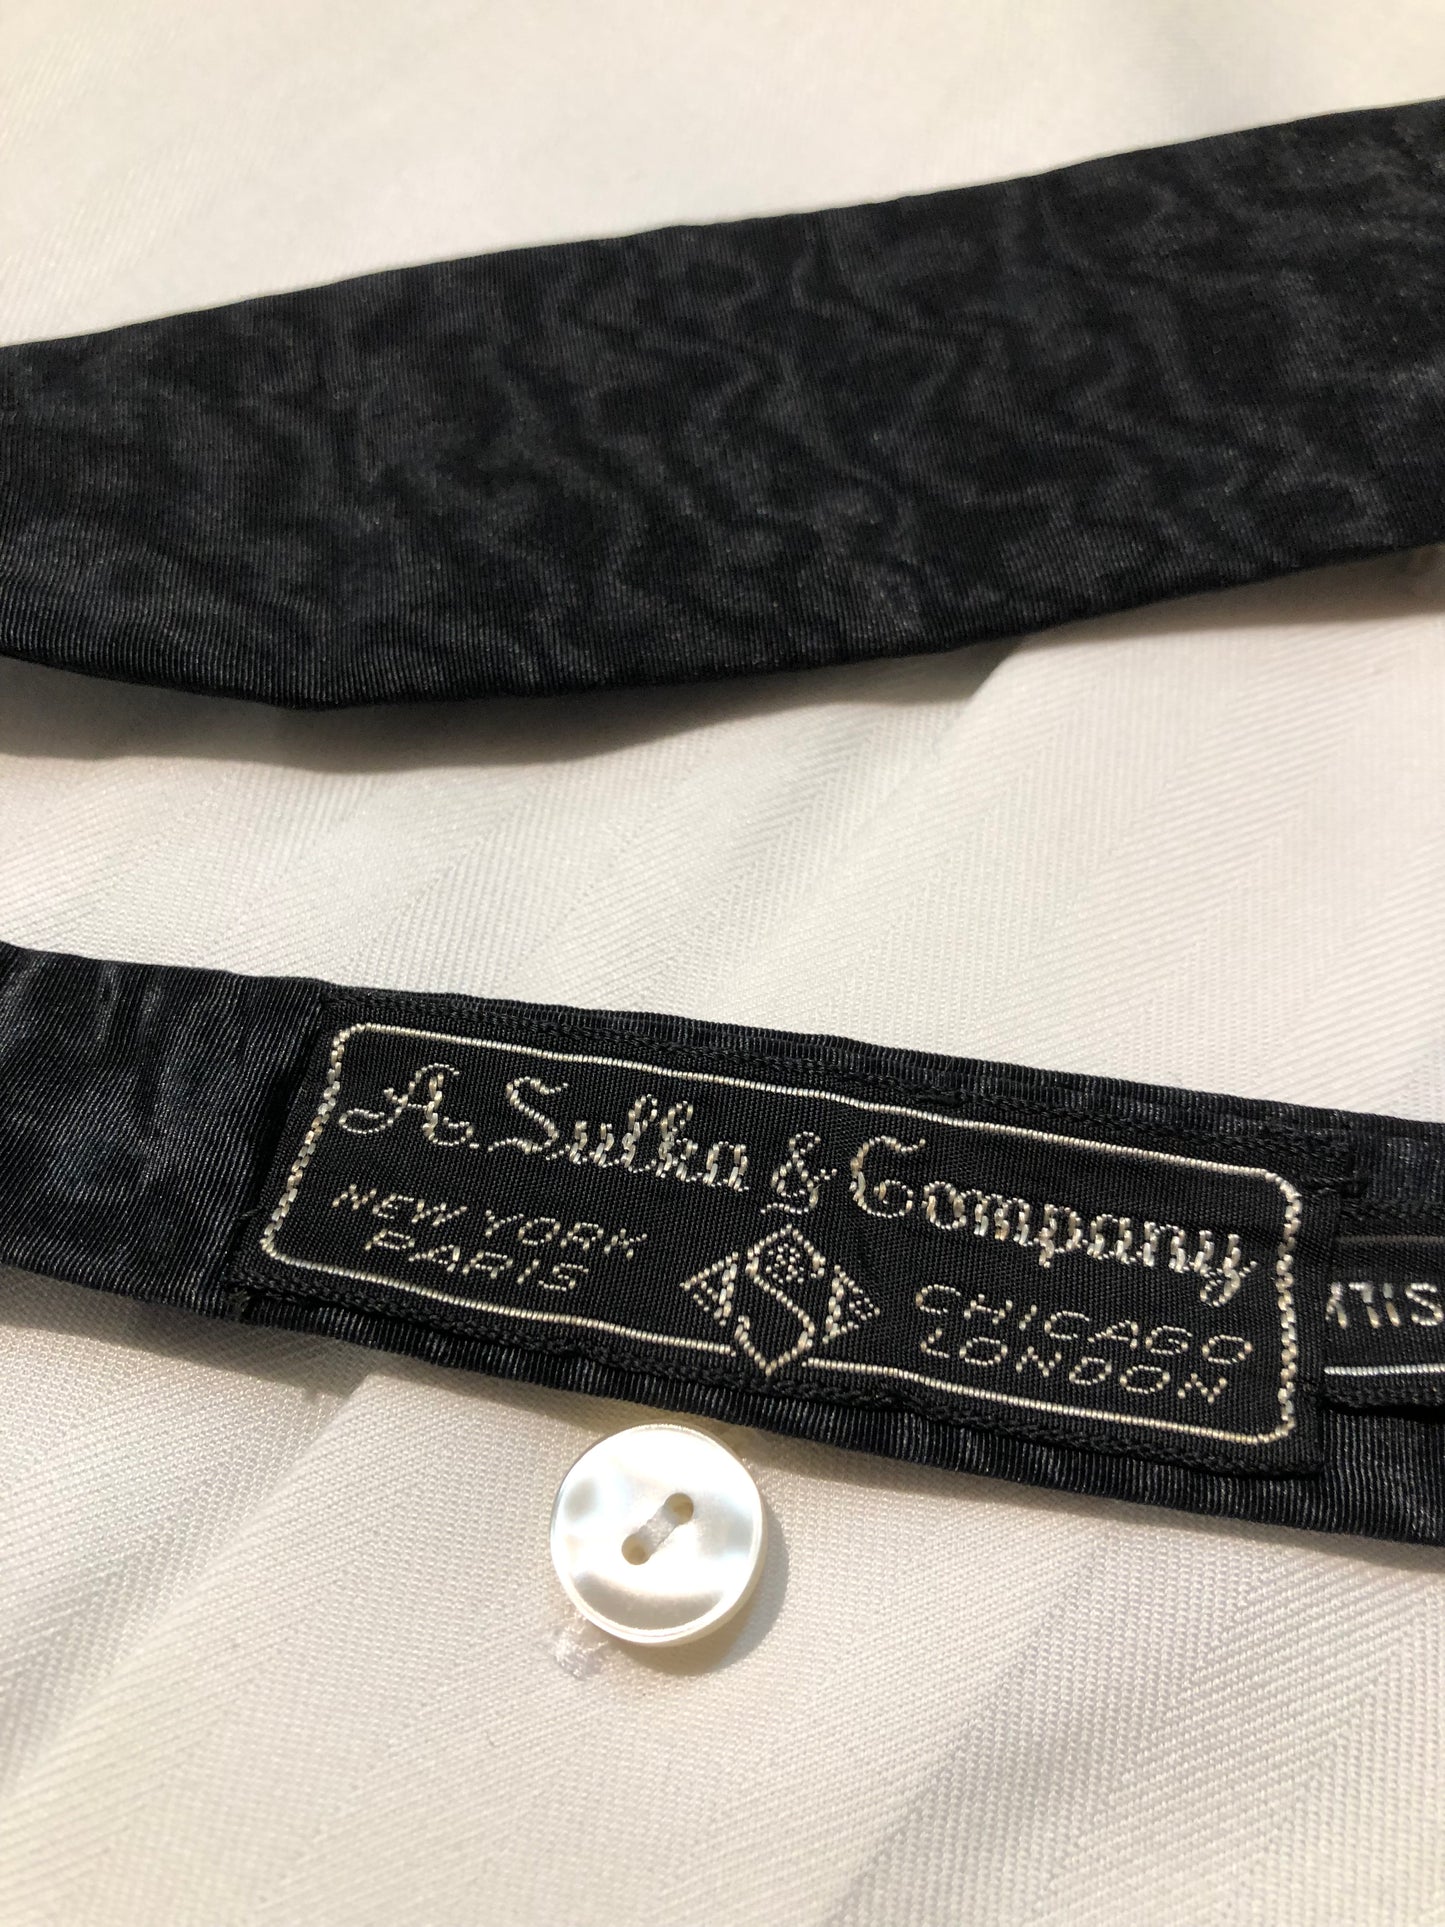 A. Sulka & Company
NEW YORK
PARIS
S
CHICAGO
LONDON